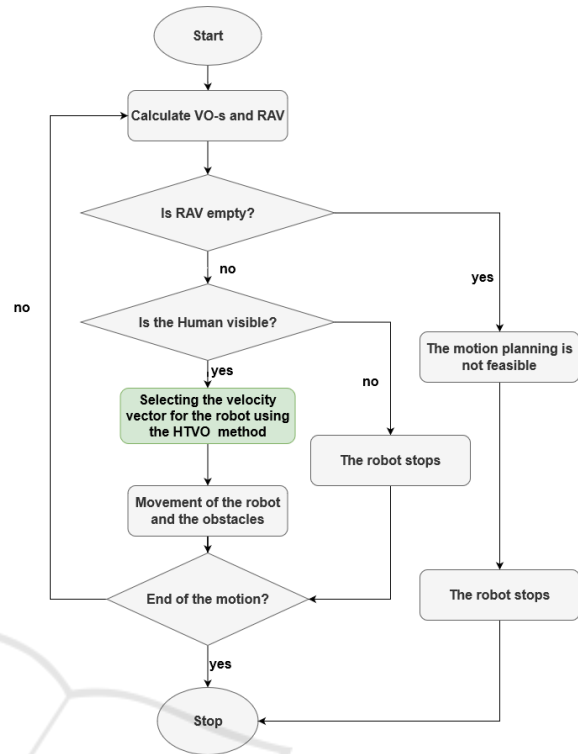 Start
Calculate VO-s and RAV
Is RAV empty?
no
yes
no
Is the Human visible?
yes
no
The motion planning is
not feasible
Selecting the velocity
vector for the robot using
the HTVO method
The robot stops
Movement of the robot
and the obstacles
End of the motion?
The robot stops
yes
Stop